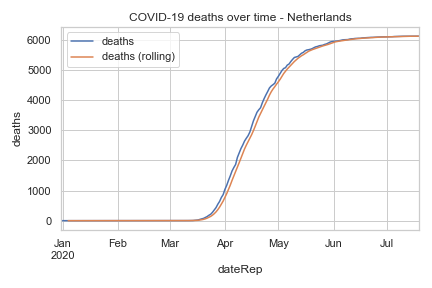 COVID-19 deaths over time - Netherlands
deaths
deaths (rolling)
6000
5000
4000
3000
2000
1000
0
deaths
Jan Feb Mar Apr May Jun Jul
2020
dateRep